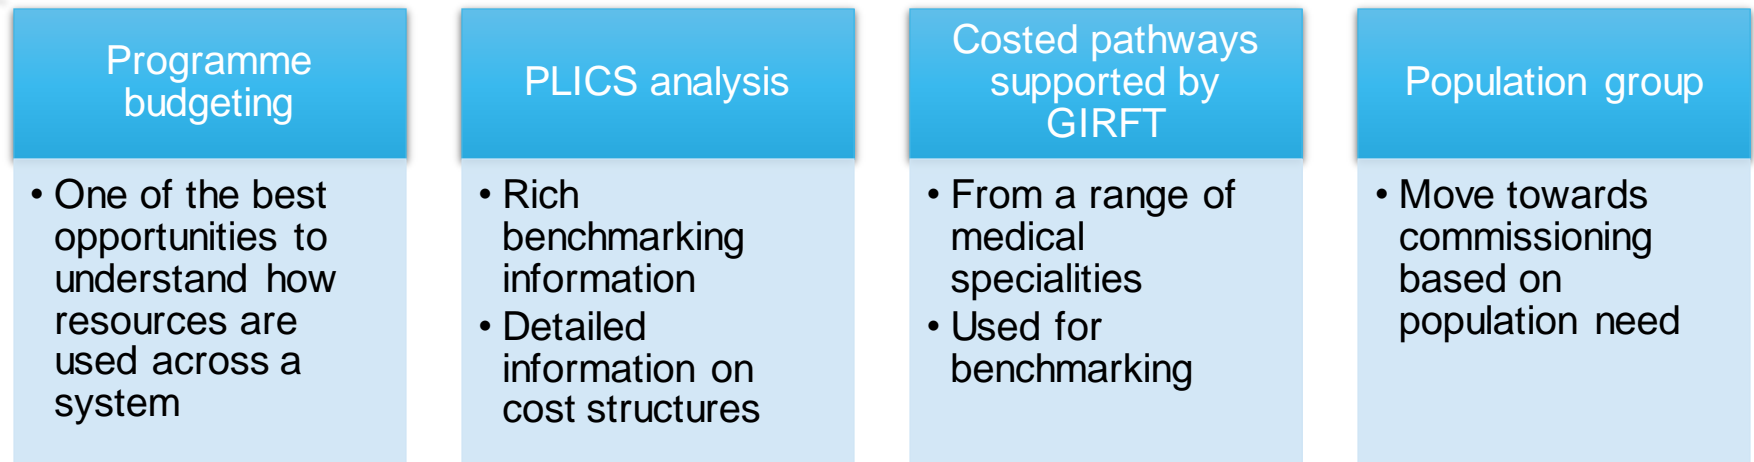 Programme
budgeting
• One of the best
opportunities to
understand how
resources are
used across a
system
PLICS analysis
• Rich
benchmarking
information
• Detailed
information on
cost structures
Costed pathways
supported by
GIRFT
• From a range of
medical
specialities
• Used for
benchmarking
Population group
• Move towards
commissioning
based on
population need